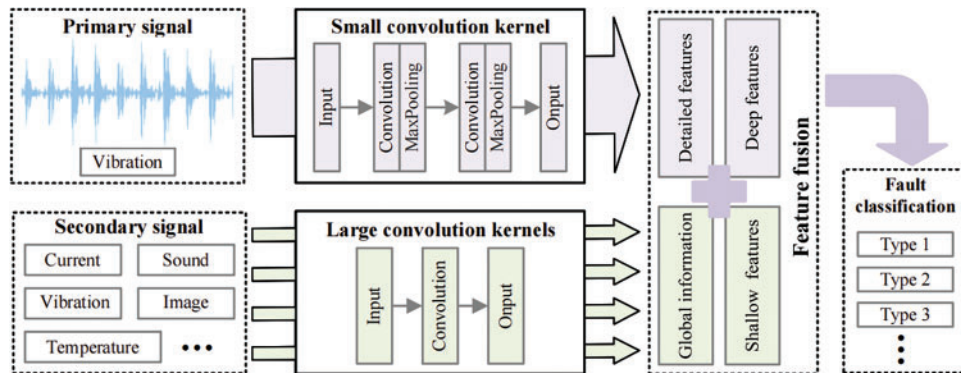 Primary signal
Vibration
Small convolution kernel
Input
Convolution
MaxPooling
Convolution
MaxPooling
Onput
Detailed features
Deep features
Feature fusion
Secondary signal
Current
Sound
Vibration
Image
Temperature
•••
Large convolution kernels
Input
Convolution
Onput
Global information
Shallow features
Fault
classification
Type 1
Type 2
Type 3